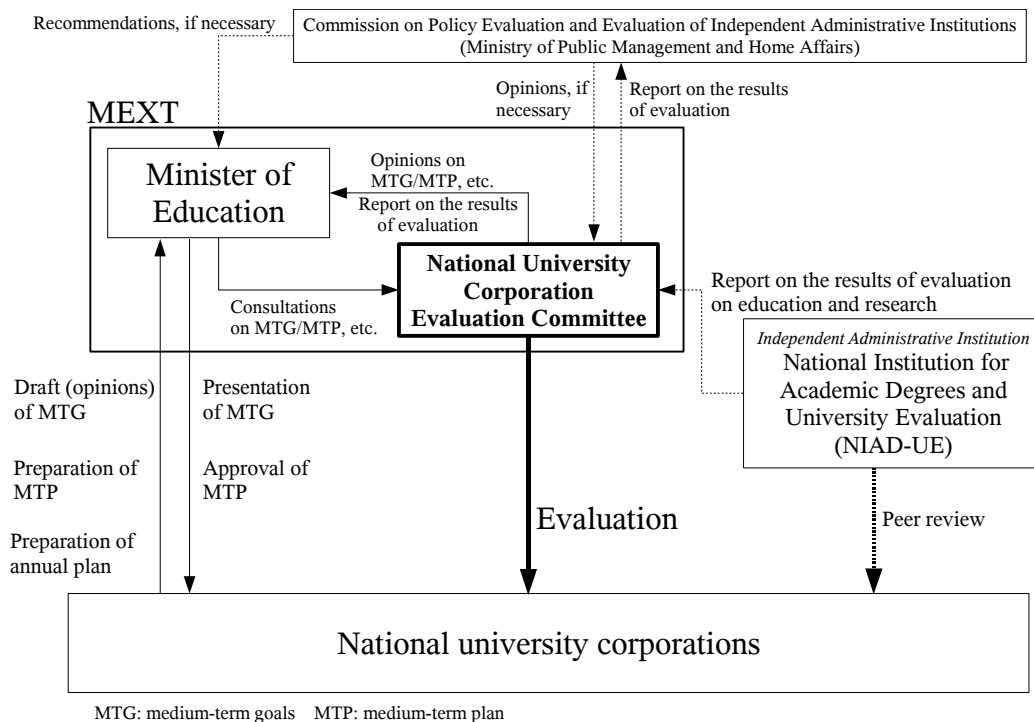 Recommendations, if necessary
Commission on Policy Evaluation and Evaluation of Independent Administrative Institutions
(Ministry of Public Management and Home Affairs)
Opinions, if
necessary
Report on the results
of evaluation
MEXT
Minister of
Education
Opinions on
MTG/MTP, etc.
Report on the results
of evaluation
National University
Corporation
Evaluation Committee
Consultations
on MTG/MTP, etc.
Report on the results of evaluation
on education and research
Independent Administrative Institution
National Institution for
Academic Degrees and
University Evaluation
(NIAD-UE)
Draft (opinions)
of MTG
Presentation
of MTG
Preparation of
MTP
Approval of
MTP
Preparation of
annual plan
Evaluation
Peer review
National university corporations
MTG: medium-term goals MTP: medium-term plan